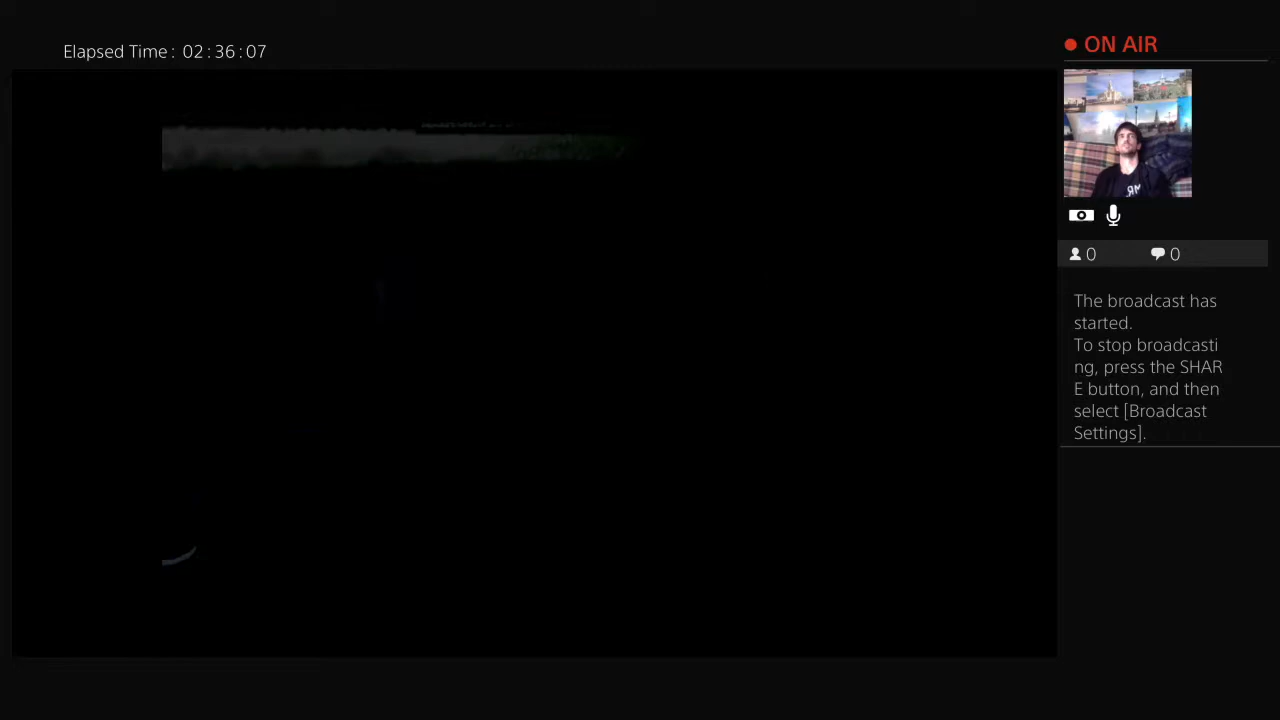 Elapsed Time: 02:36:07
ON AIR
0 0
The broadcast has
started.
To stop broadcasti
ng, press the SHAR
E button, and then
select [Broadcast
Settings].